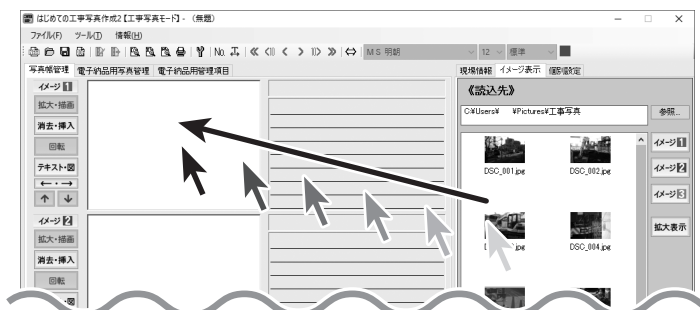 はじめての工事写真作成2【工事写真モード】-（無題）
ファイル(F) ツール(T) 情報(H)
No. MS 明朝 12 標準
写真帳管理 電子納品用写真管理 電子納品用管理項目
現場情報 イメージ表示 個別設定
イメージ 1
拡大・描画
消去・挿入
回転
テキスト・図
←・→
↑ ↓
イメージ 2
拡大・描画
消去・挿入
回転
・図
《読込先》
C:¥Users¥ ¥Pictures¥工事写真
参照...
DSC_001.jpg DSC_002.jpg
.jpg DSC_004.jpg
イメージ 1
イメージ 2
イメージ 3
拡大表示